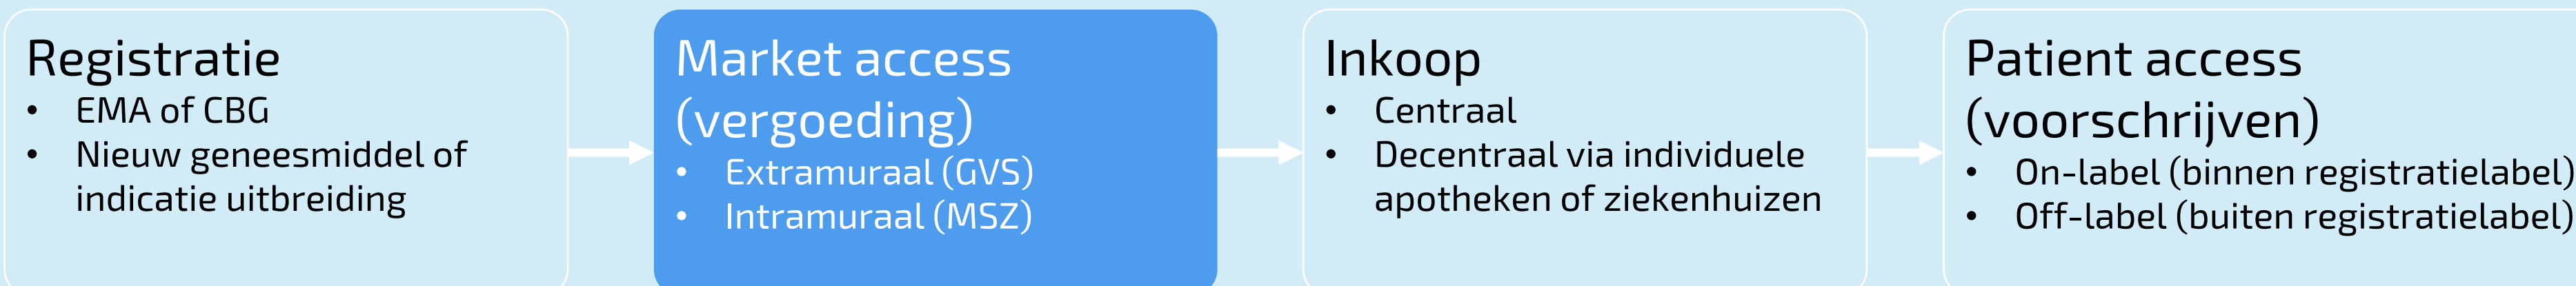 Registratie
• EMA of CBG
• Nieuw geneesmiddel of
indicatie uitbreiding
Market access
(vergoeding)
• Extramuraal (GVS)
• Intramuraal (MSZ)
Inkoop
• Centraal
• Decentraal via individuele
apotheken of ziekenhuizen
Patient access
(voorschrijven)
• On-label (binnen registratielabel)
• Off-label (buiten registratielabel)